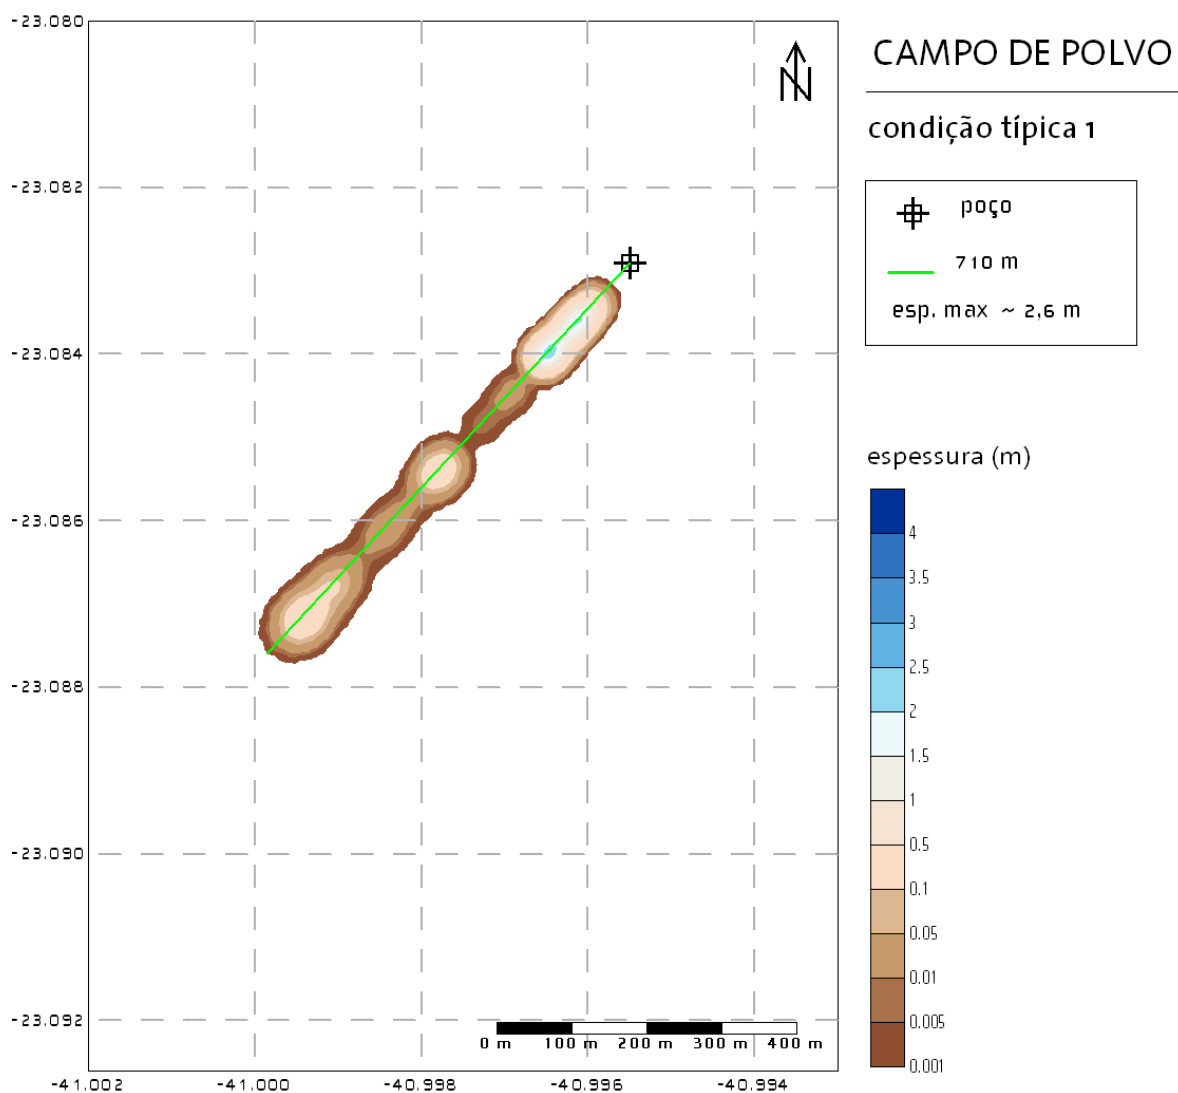 CAMPO DE POLVO
condição típica 1
poço
710 m
esp. max ~ 2,6 m
espessura (m)
4
3.5
3
2.5
2
1.5
1
0.5
0.1
0.05
0.01
0.005
0.001
N
-23.080
-23.082
-23.084
-23.086
-23.088
-23.090
-23.092
0 m 100 m 200 m 300 m 400 m
-41.002 -41.000 -40.998 -40.996 -40.994